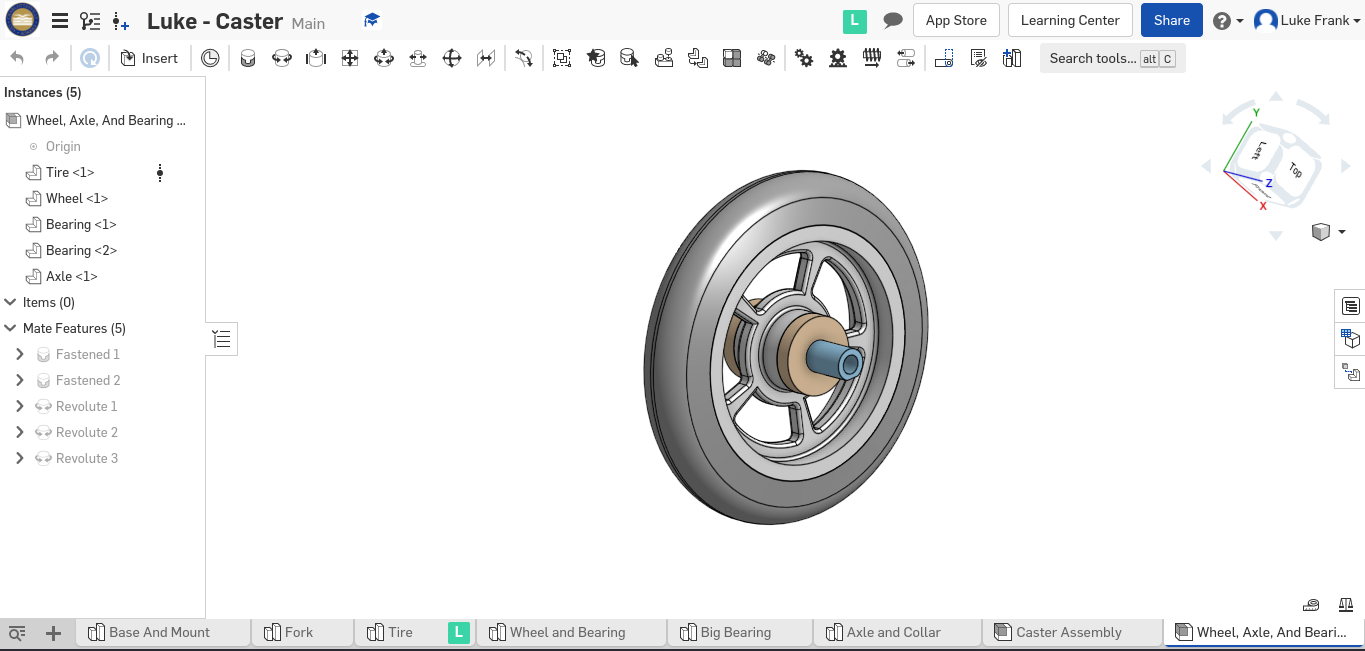 Luke - Caster Main
L
App Store
Learning Center
Share
Luke Frank
Insert
Search tools... alt C
Instances (5)
Wheel, Axle, And Bearing ...
Origin
Tire <1>
Wheel <1>
Bearing <1>
Bearing <2>
Axle <1>
Items (0)
Mate Features (5)
Fastened 1
Fastened 2
Revolute 1
Revolute 2
Revolute 3
Y
Left
Top
Z
X
Base And Mount
Fork
Tire
L
Wheel and Bearing
Big Bearing
Axle and Collar
Caster Assembly
Wheel, Axle, And Beari...